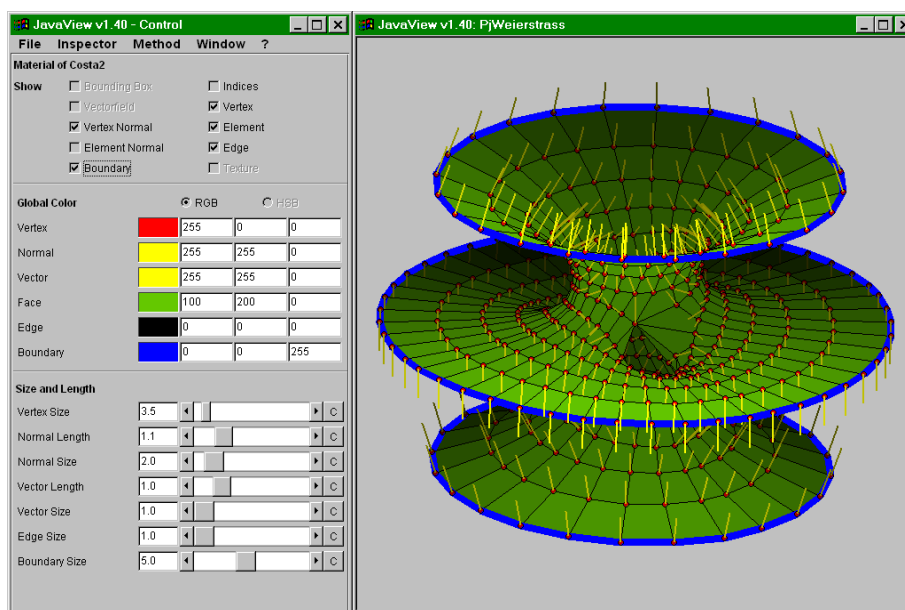 JavaView v1.40 - Control
File Inspector Method Window ?
Material of Costa2
Show Bounding Box Indices
Vectorfield Vertex
Vertex Normal Element
Element Normal Edge
Boundary Texture
Global Color RGB HSB
Vertex 255 0 0
Normal 255 255 0
Vector 255 255 0
Face 100 200 0
Edge 0 0 0
Boundary 0 0 255
Size and Length
Vertex Size 3.5 C
Normal Length 1.1 C
Normal Size 2.0 C
Vector Length 1.0 C
Vector Size 1.0 C
Edge Size 1.0 C
Boundary Size 5.0 C
JavaView v1.40: PjWeierstrass